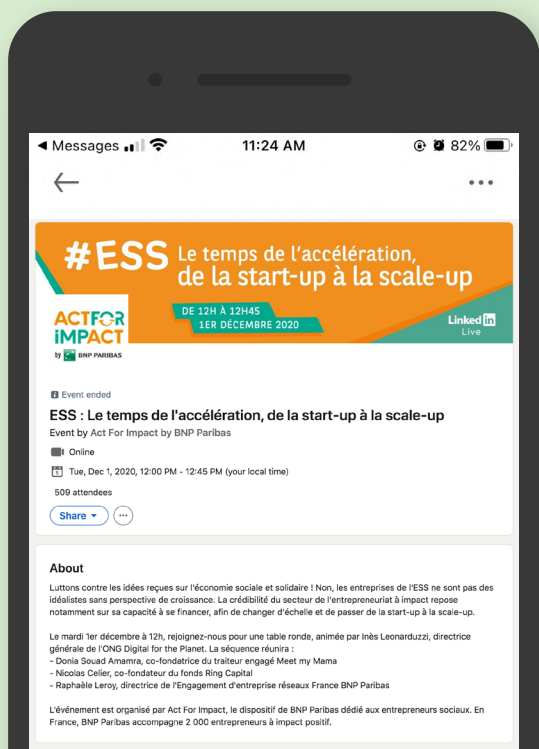 Messages
11:24 AM
82%
#ESS
Le temps de l'accélération,
de la start-up à la scale-up
DE 12H À 12H45
1ER DÉCEMBRE 2020
ACTFOR
iMPACT
by BNP PARIBAS
Linked in
Live
Event ended
ESS : Le temps de l'accélération, de la start-up à la scale-up
Event by Act For Impact by BNP Paribas
Online
Tue, Dec 1, 2020, 12:00 PM - 12:45 PM (your local time)
509 attendees
Share
About
Luttons contre les idées reçues sur l'économie sociale et solidaire ! Non, les entreprises de l'ESS ne sont pas des
idéalistes sans perspective de croissance. La crédibilité du secteur de l'entrepreneuriat à impact repose
notamment sur sa capacité à se financer, afin de changer d'échelle et de passer de la start-up à la scale-up.
Le mardi 1er décembre à 12h, rejoignez-nous pour une table ronde, animée par Inès Leonarduzzi, directrice
générale de l'ONG Digital for the Planet. La séquence réunira :
- Donia Souad Amamra, co-fondatrice du traiteur engagé Meet my Mama
- Nicolas Celier, co-fondateur du fonds Ring Capital
- Raphaèle Leroy, directrice de l'Engagement d'entreprise réseaux France BNP Paribas
L'événement est organisé par Act For Impact, le dispositif de BNP Paribas dédié aux entrepreneurs sociaux. En
France, BNP Paribas accompagne 2 000 entrepreneurs à impact positif.